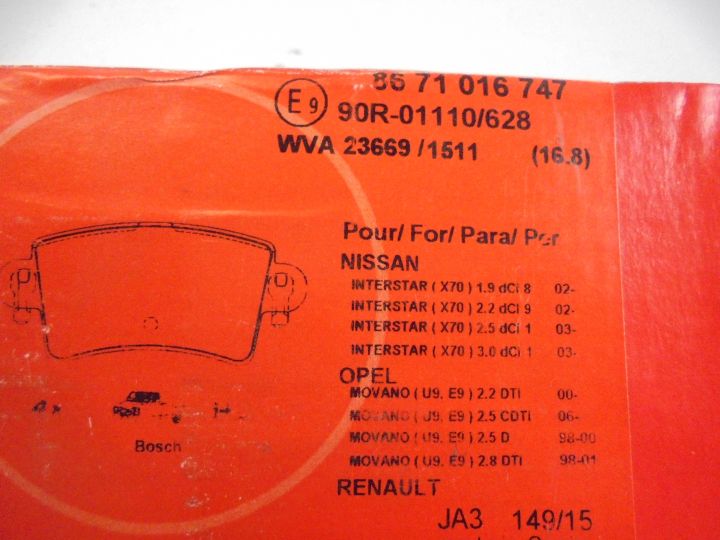 86 71 016 747
E9 90R-01110/628
WVA 23669 /1511 (16.8)
Pour/ For/ Para/ Per
NISSAN
INTERSTAR ( X70 ) 1.9 dCi 8 02-
INTERSTAR ( X70 ) 2.2 dCi 9 02-
INTERSTAR ( X70 ) 2.5 dCi 1 03-
INTERSTAR ( X70 ) 3.0 dCi 1 03-
OPEL
MOVANO ( U9, E9 ) 2.2 DTI 00-
MOVANO ( U9, E9 ) 2.5 CDTI 06-
MOVANO ( U9, E9 ) 2.5 D 98-00
MOVANO ( U9, E9 ) 2.8 DTI 98-01
Bosch
RENAULT
JA3 149/15